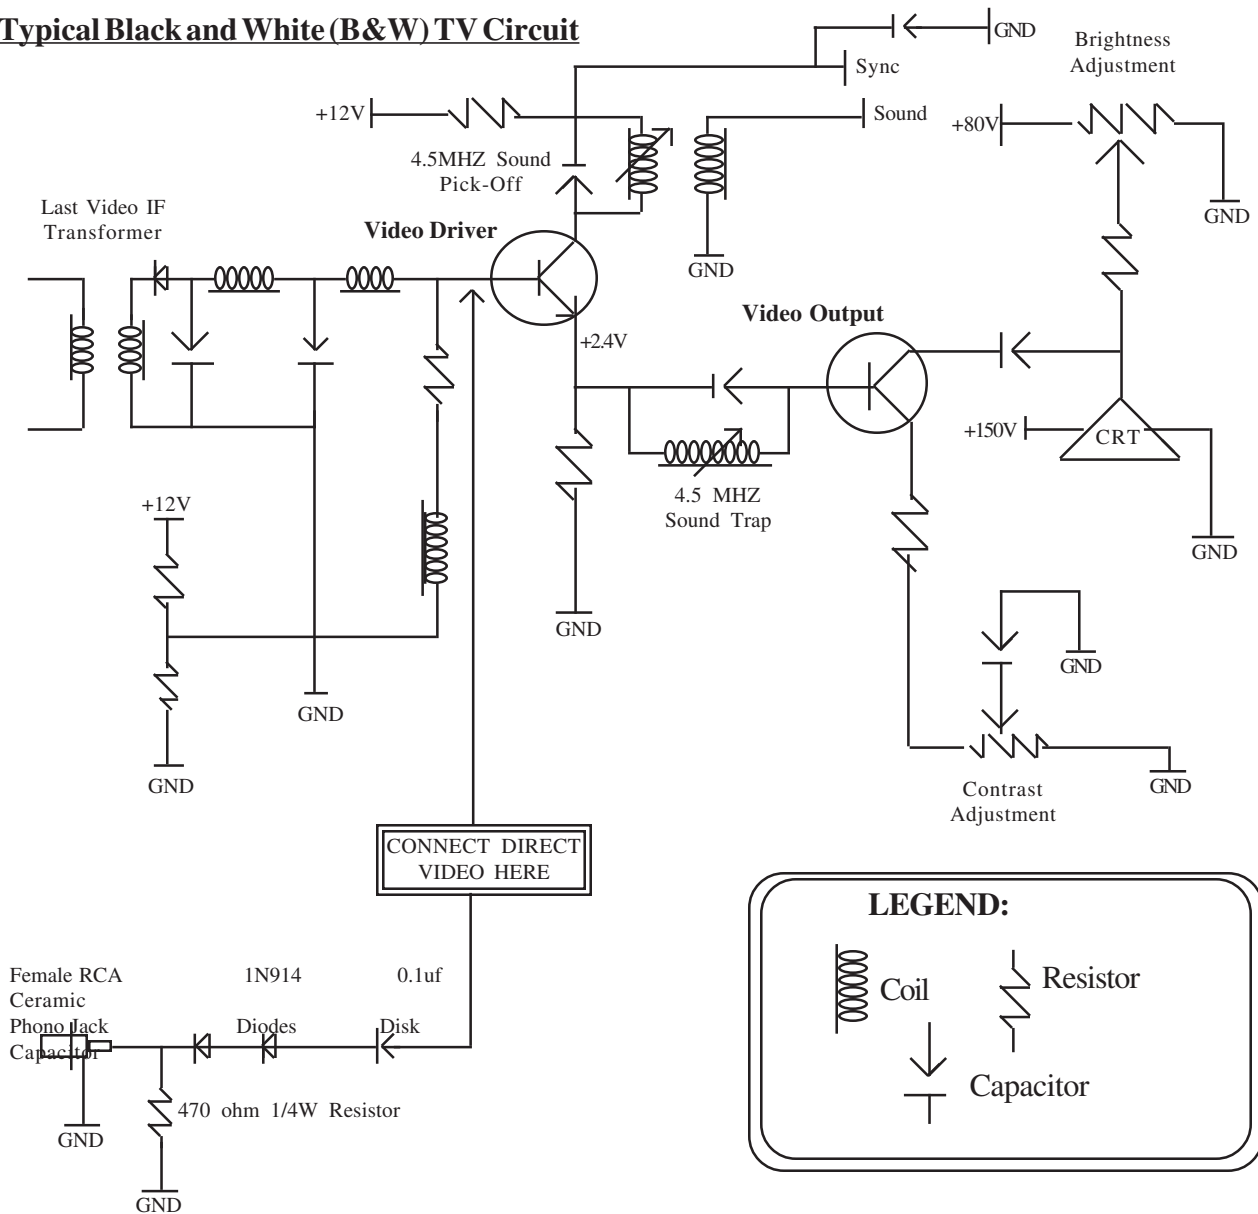 Typical Black and White (B&W) TV Circuit
GND
Sync
Brightness
Adjustment
+12V
Sound
+80V
4.5MHZ Sound
Pick-Off
Last Video IF
Transformer
Video Driver
GND
GND
Video Output
+2.4V
+150V
CRT
4.5 MHZ
Sound Trap
+12V
GND
GND
GND
GND
GND
GND
Contrast
Adjustment
CONNECT DIRECT
VIDEO HERE
LEGEND:
Coil
Resistor
Capacitor
Female RCA
Ceramic
Phono Jack
Capacitor
1N914
Diodes
0.1uf
Disk
470 ohm 1/4W Resistor
GND
GND